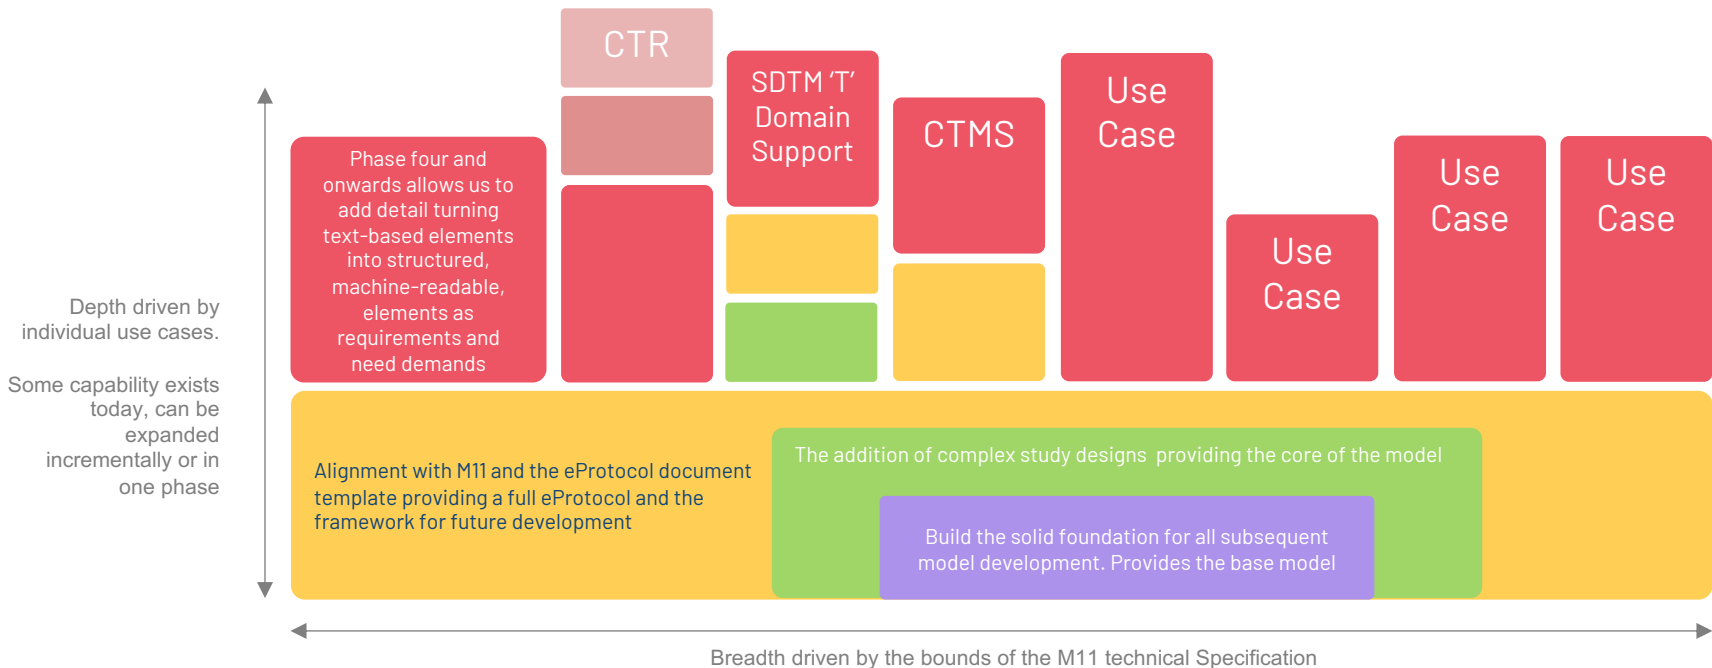 CTR
SDTM ‘T’
Domain
Support
CTMS
Use
Case
Use
Case
Use
Case
Use
Case
Phase four and
onwards allows us to
add detail turning
text-based elements
into structured,
machine-readable,
elements as
requirements and
need demands
Depth driven by
individual use cases.
Some capability exists
today, can be
expanded
incrementally or in
one phase
Alignment with M11 and the eProtocol document
template providing a full eProtocol and the
framework for future development
The addition of complex study designs providing the core of the model
Build the solid foundation for all subsequent
model development. Provides the base model
Breadth driven by the bounds of the M11 technical Specification